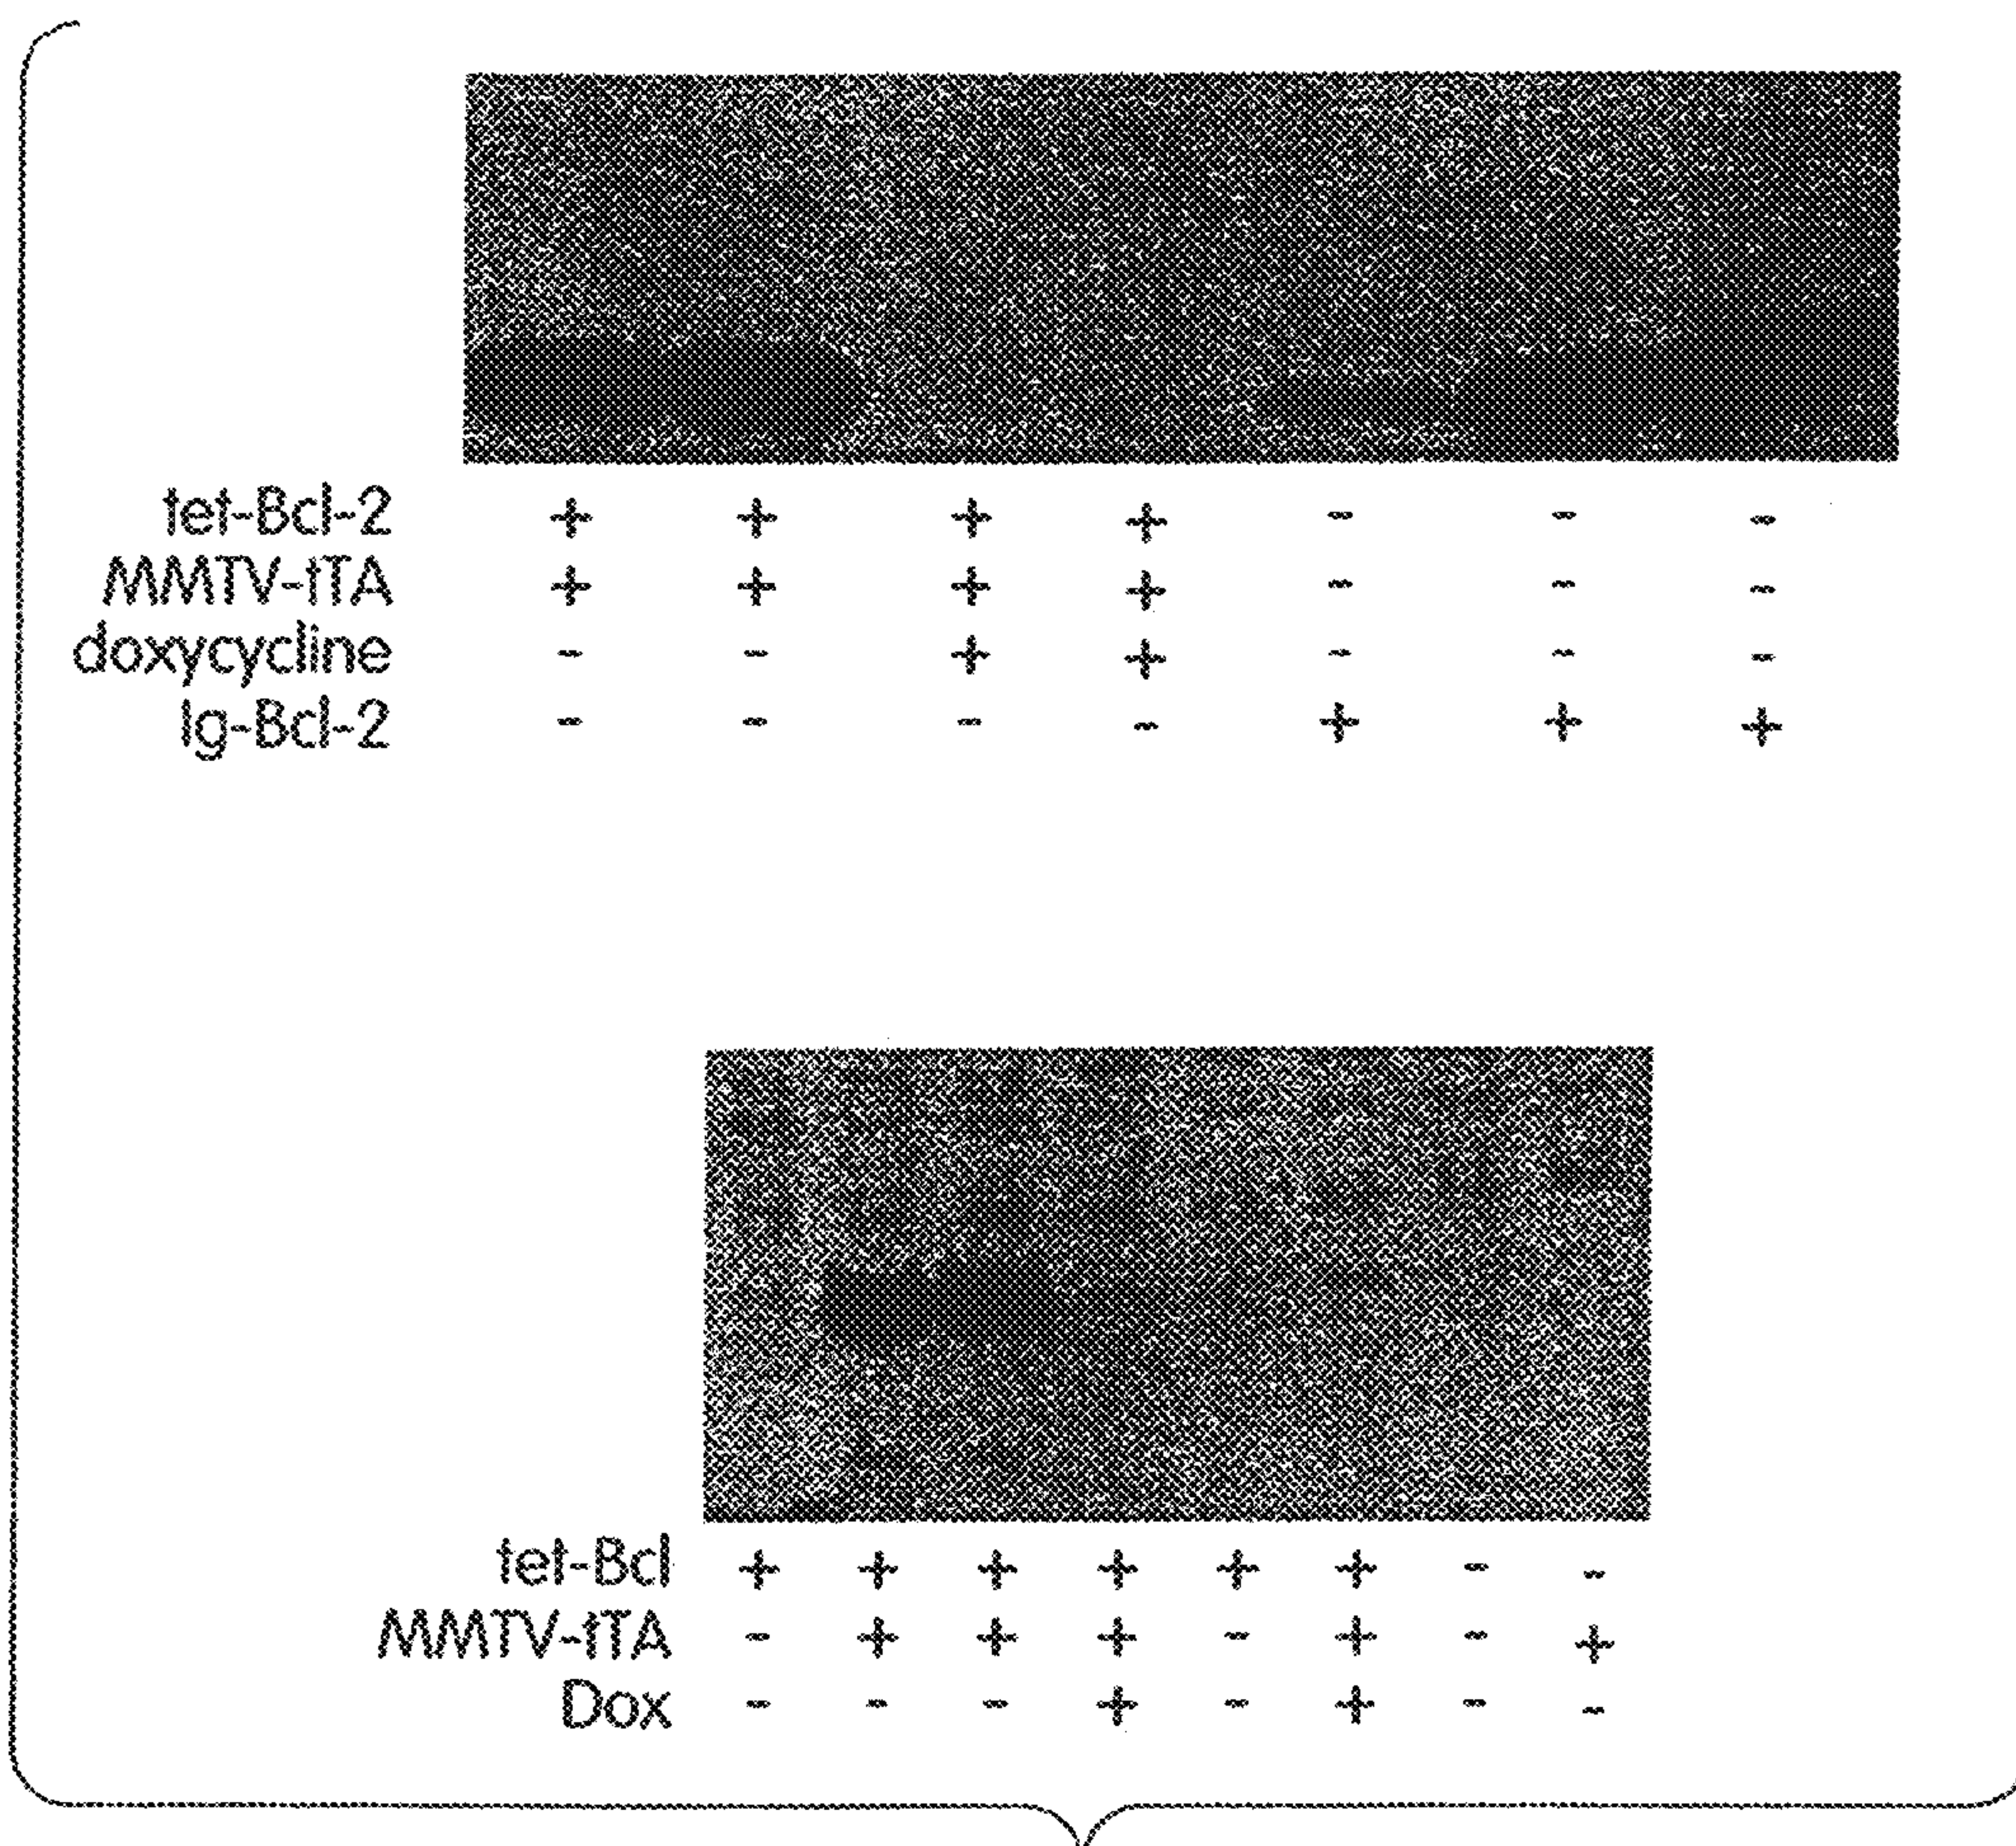 tet-Bcl-2 + + + + - - -
MMTV-tTA + + + + - - -
doxycycline - - + + - - -
Ig-Bcl-2 - - - - + + +
tet-Bcl + + + + + + - -
MMTV-tTA - + + + - + - +
Dox - - - + - + - -